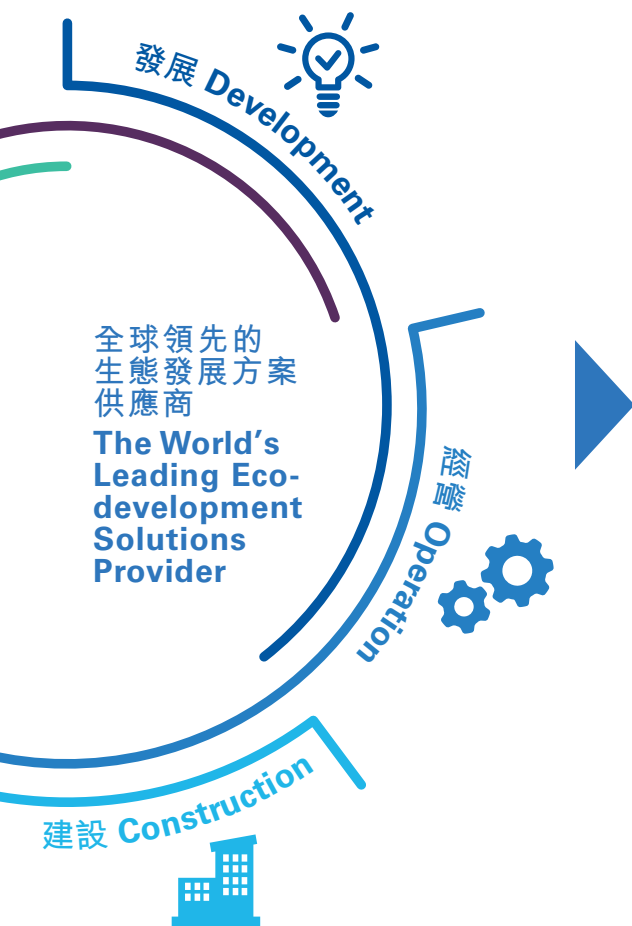 發展 Development
全球領先的
生態發展方案
供應商
The World’s
Leading Eco-
development
Solutions
Provider
經營 Operation
建設 Construction